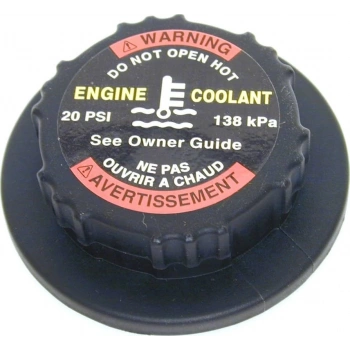 WARNING
DO NOT OPEN HOT
ENGINE COOLANT
20 PSI 138 kPa
See Owner Guide
NE PAS
OUVRIR A CHAUD
AVERTISSEMENT